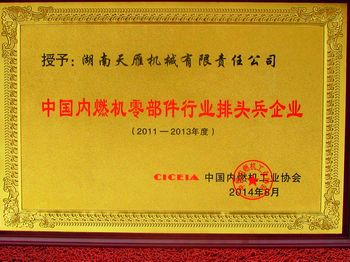 授予：湖南天雁机械有限责任公司
中国内燃机零部件行业排头兵企业
（2011—2013年度）
CICEIA 中国内燃机工业协会
2014年8月